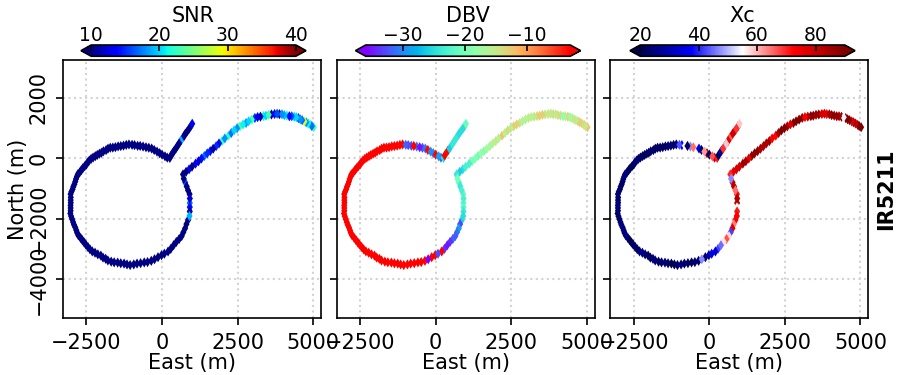 SNR DBV Xc
10 20 30 40 −30 −20 −10 20 40 60 80
2000
0
−2000
−4000
North (m)
−2500 0 2500 5000 −2500 0 2500 5000 −2500 0 2500 5000
East (m) East (m) East (m)
IR5211